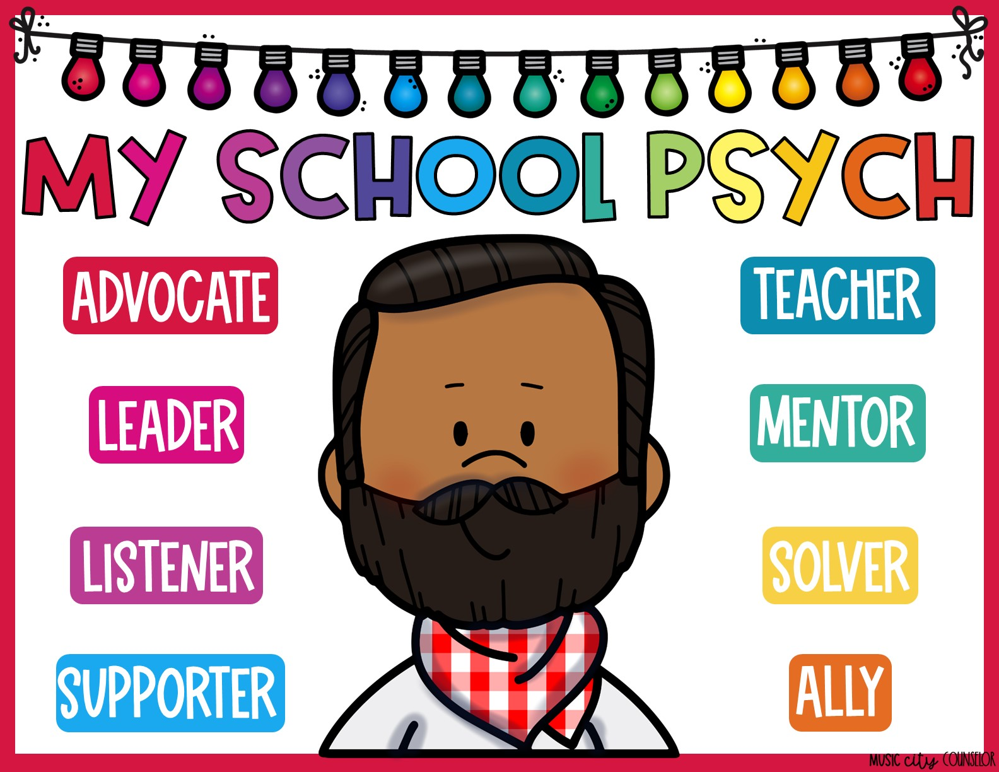 MY SCHOOL PSYCH
ADVOCATE
LEADER
LISTENER
SUPPORTER
TEACHER
MENTOR
SOLVER
ALLY
MUSIC city COUNSELOR